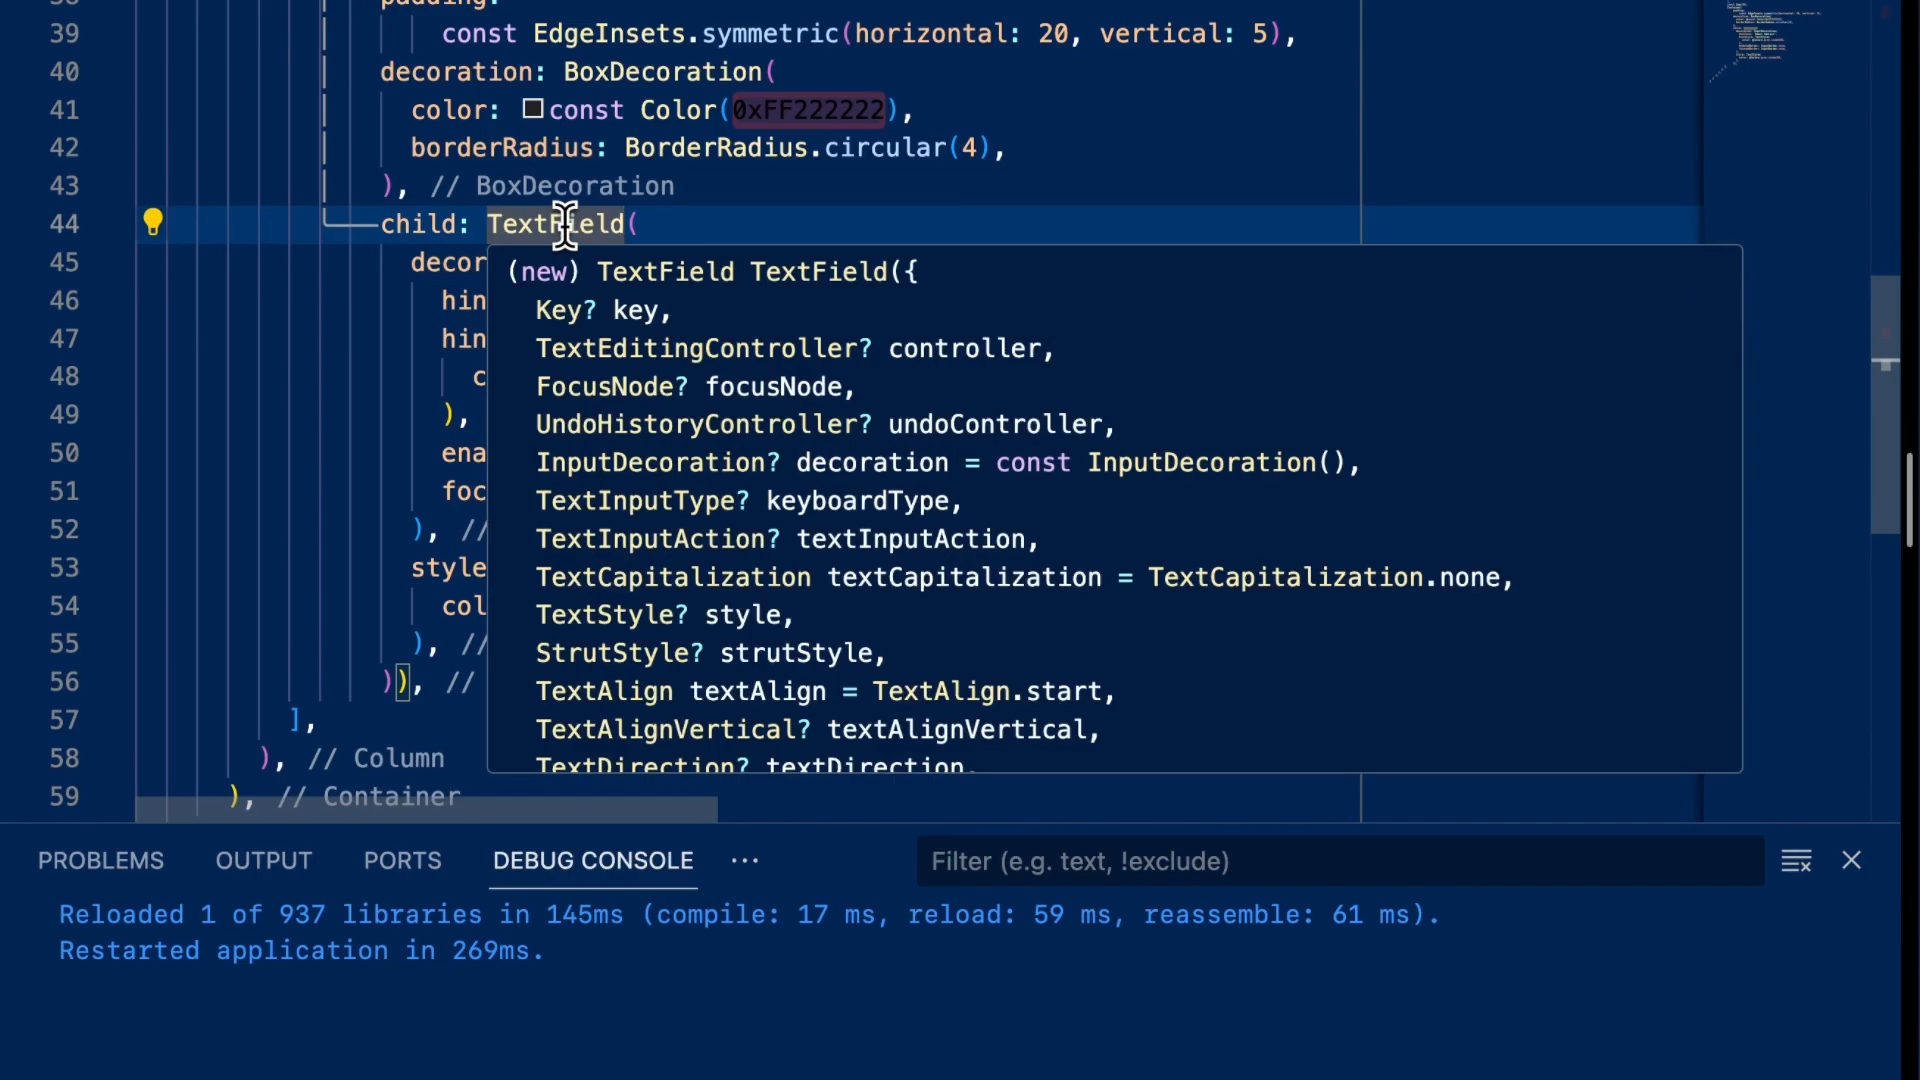 padding:
39 const EdgeInsets.symmetric(horizontal: 20, vertical: 5),
40 decoration: BoxDecoration(
41 color: const Color(0xFF222222),
42 borderRadius: BorderRadius.circular(4),
43 ), // BoxDecoration
44 child: TextField(
45 decor
46 hin
47 hin
48 c
49 ),
50 ena
51 foc
52 ), //
53 style
54 col
55 ), //
56 )), //
57 ],
58 ), // Column
59 ), // Container
(new) TextField TextField({
Key? key,
TextEditingController? controller,
FocusNode? focusNode,
UndoHistoryController? undoController,
InputDecoration? decoration = const InputDecoration(),
TextInputType? keyboardType,
TextInputAction? textInputAction,
TextCapitalization textCapitalization = TextCapitalization.none,
TextStyle? style,
StrutStyle? strutStyle,
TextAlign textAlign = TextAlign.start,
TextAlignVertical? textAlignVertical,
TextDirection? textDirection,
PROBLEMS OUTPUT PORTS DEBUG CONSOLE ··· Filter (e.g. text, !exclude)
Reloaded 1 of 937 libraries in 145ms (compile: 17 ms, reload: 59 ms, reassemble: 61 ms).
Restarted application in 269ms.